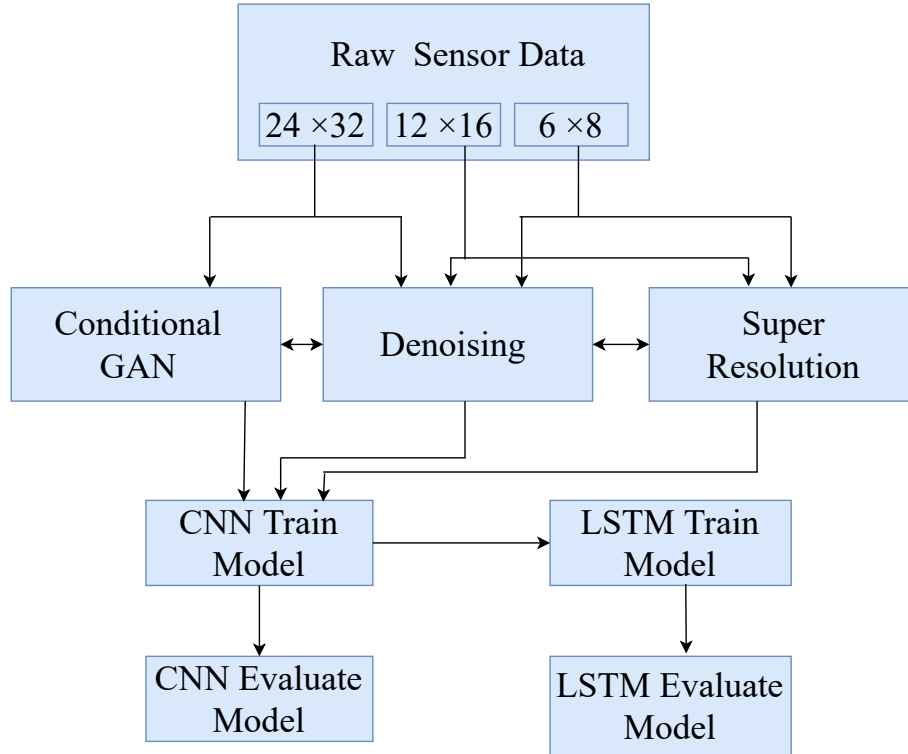 Raw  Sensor Data
24 ×32
12 ×16
6 ×8
Conditional
GAN
Denoising
Super
Resolution
CNN Train
Model
LSTM Train
Model
CNN Evaluate
Model
LSTM Evaluate
Model